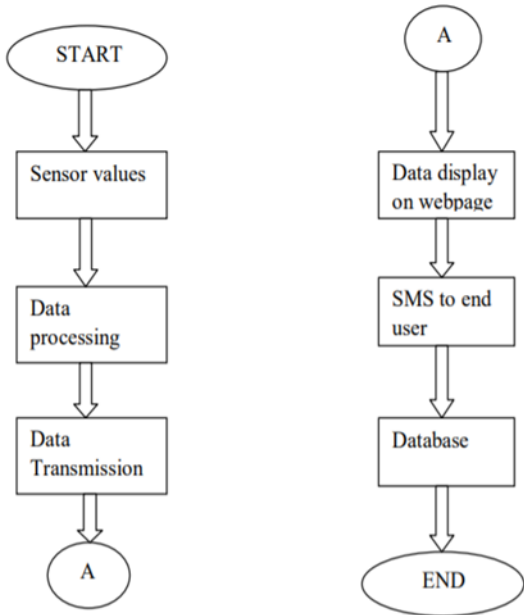 START
Sensor values
Data
processing
Data
Transmission
A
A
Data display
on webpage
SMS to end
user
Database
END